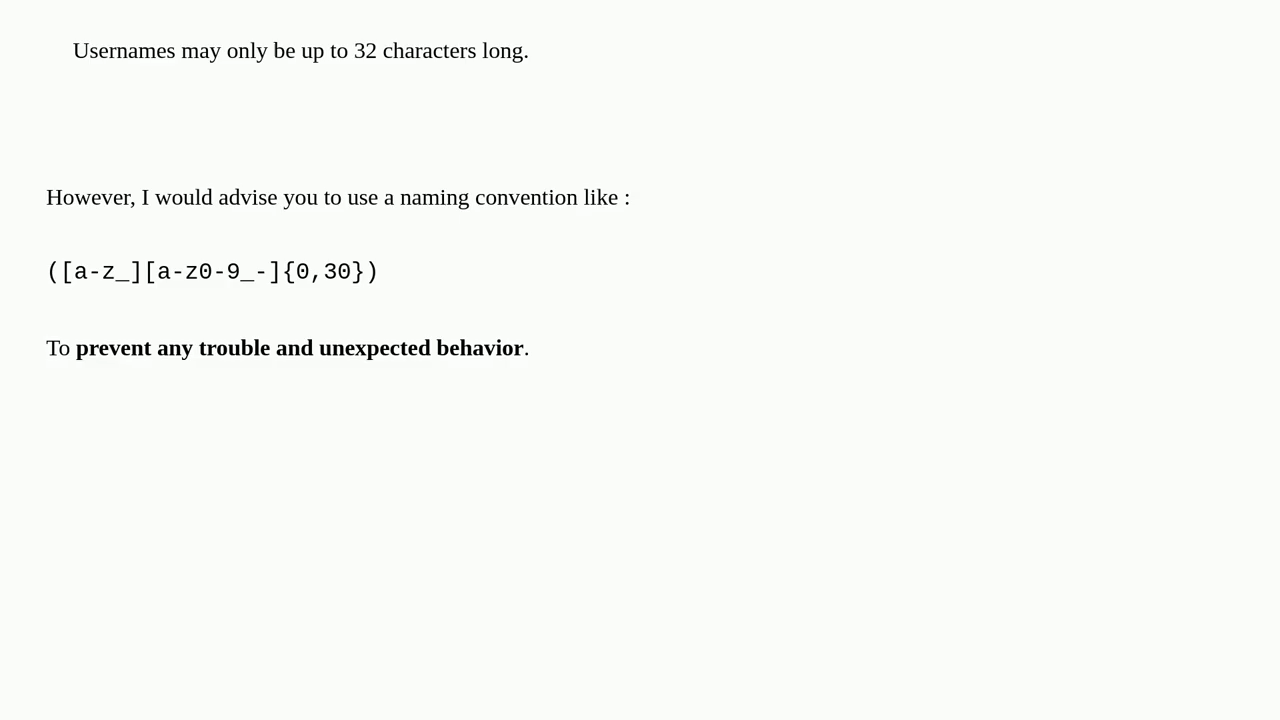 Usernames may only be up to 32 characters long.
However, I would advise you to use a naming convention like :
([a-z_][a-z0-9_-]{0,30})
To prevent any trouble and unexpected behavior.